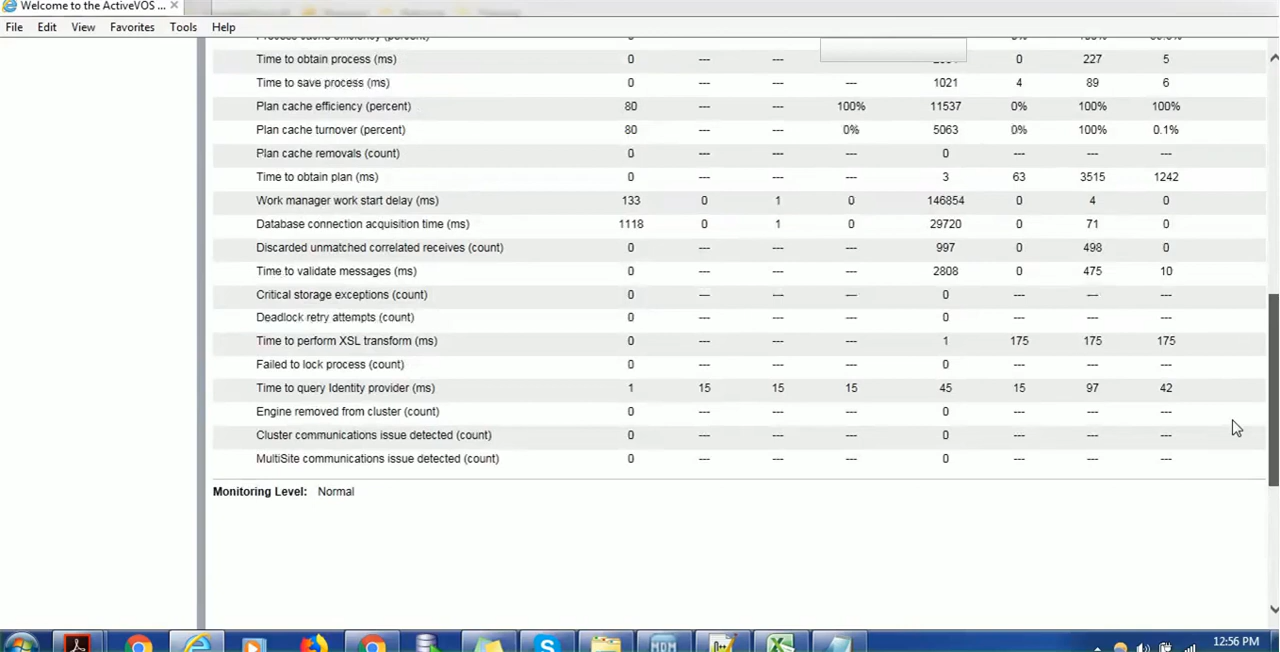 Welcome to the ActiveVOS ...
File Edit View Favorites Tools Help
Time to obtain process (ms) 0 --- --- 0 227 5
Time to save process (ms) 0 --- --- --- 1021 4 89 6
Plan cache efficiency (percent) 80 --- --- 100% 11537 0% 100% 100%
Plan cache turnover (percent) 80 --- --- 0% 5063 0% 100% 0.1%
Plan cache removals (count) 0 --- --- --- 0 --- --- ---
Time to obtain plan (ms) 0 --- --- --- 3 63 3515 1242
Work manager work start delay (ms) 133 0 1 0 146854 0 4 0
Database connection acquisition time (ms) 1118 0 1 0 29720 0 71 0
Discarded unmatched correlated receives (count) 0 --- --- --- 997 0 498 0
Time to validate messages (ms) 0 --- --- --- 2808 0 475 10
Critical storage exceptions (count) 0 --- --- --- 0 --- --- ---
Deadlock retry attempts (count) 0 --- --- --- 0 --- --- ---
Time to perform XSL transform (ms) 0 --- --- --- 1 175 175 175
Failed to lock process (count) 0 --- --- --- 0 --- --- ---
Time to query Identity provider (ms) 1 15 15 15 45 15 97 42
Engine removed from cluster (count) 0 --- --- --- 0 --- --- ---
Cluster communications issue detected (count) 0 --- --- --- 0 --- --- ---
MultiSite communications issue detected (count) 0 --- --- --- 0 --- --- ---
Monitoring Level: Normal
MDM
12:56 PM